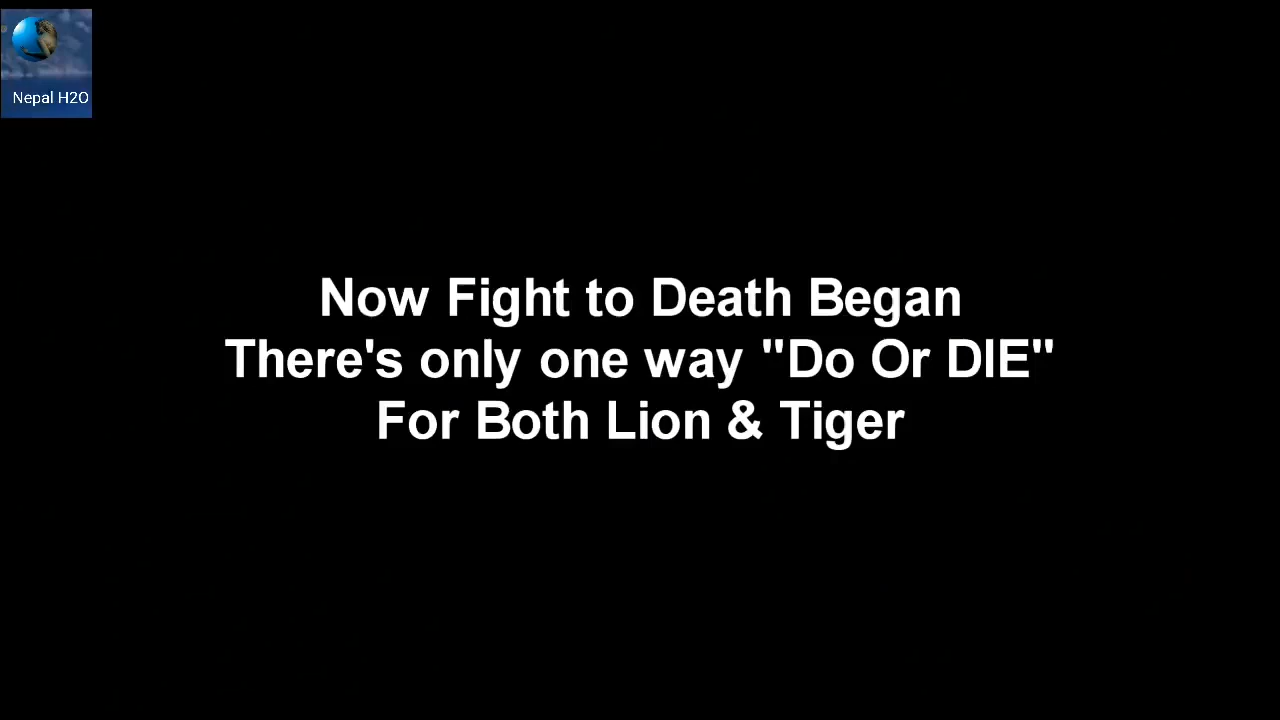 Nepal H2O
Now Fight to Death Began
There's only one way "Do Or DIE"
For Both Lion & Tiger